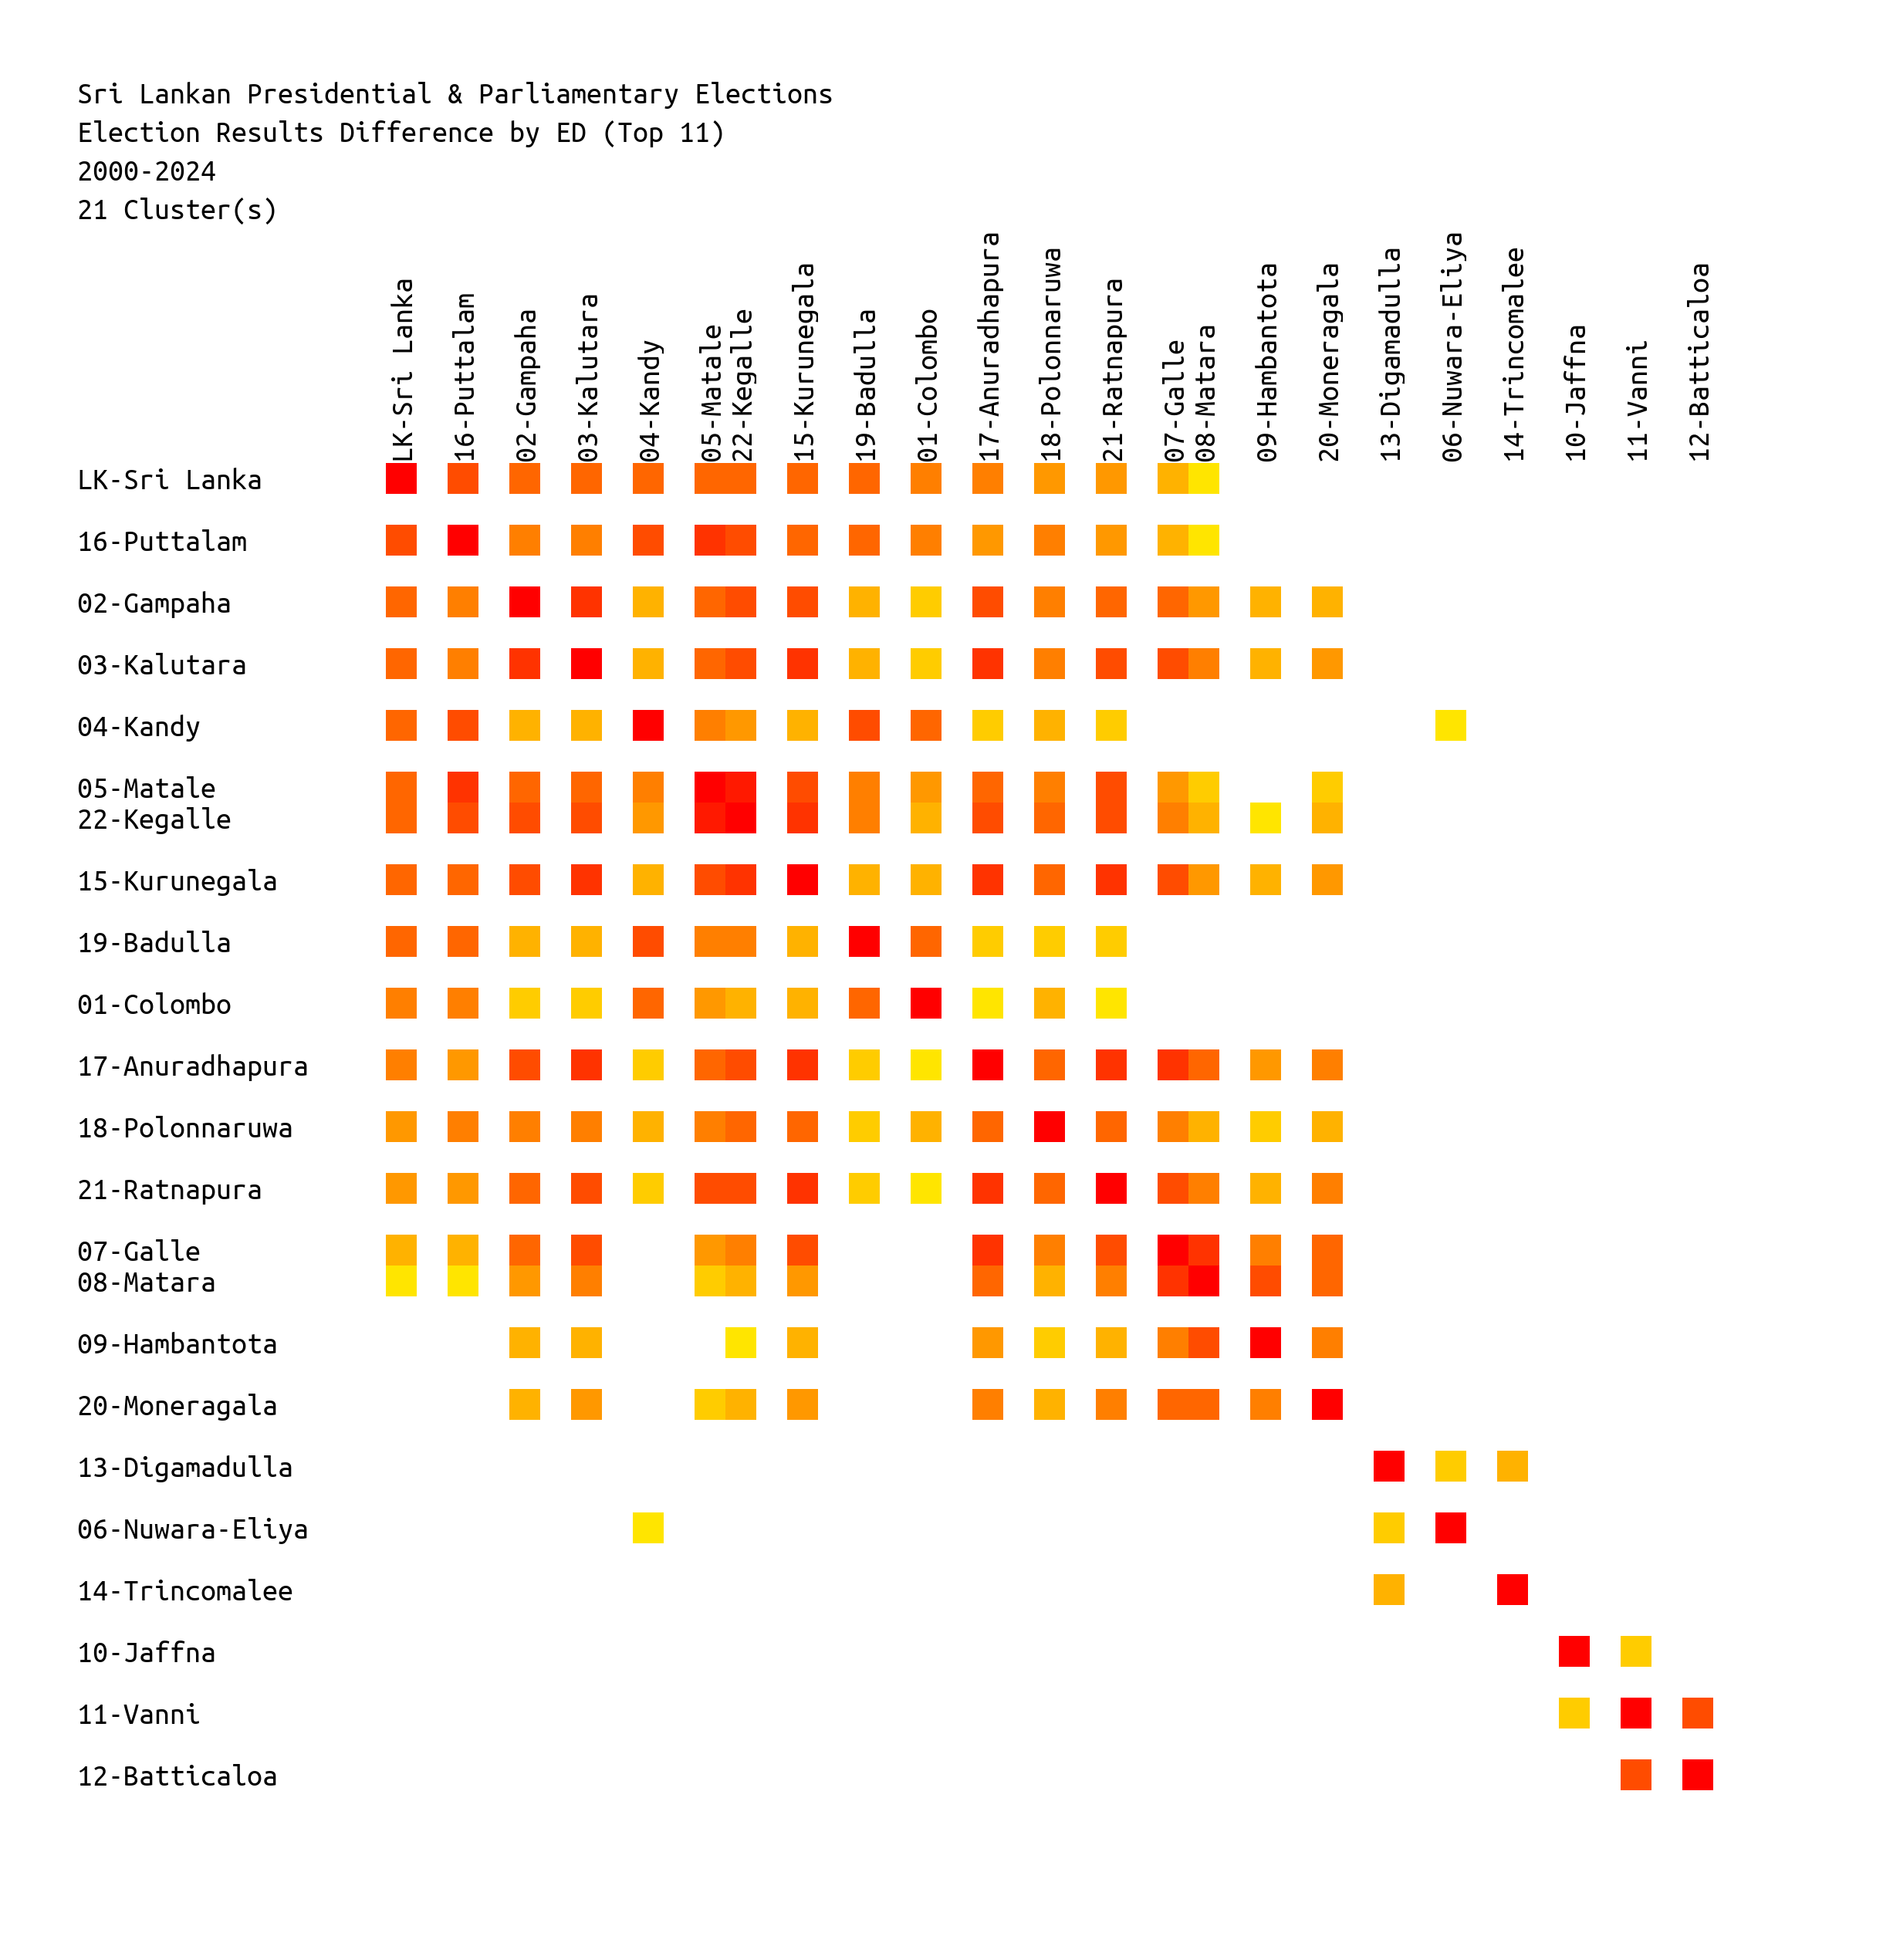 Sri Lankan Presidential & Parliamentary Elections
Election Results Difference by ED (Top 11)
2000-2024
21 Cluster(s)
LK-Sri Lanka
16-Puttalam
02-Gampaha
03-Kalutara
04-Kandy
05-Matale
22-Kegalle
15-Kurunegala
19-Badulla
01-Colombo
17-Anuradhapura
18-Polonnaruwa
21-Ratnapura
07-Galle
08-Matara
09-Hambantota
20-Moneragala
13-Digamadulla
06-Nuwara-Eliya
14-Trincomalee
10-Jaffna
11-Vanni
12-Batticaloa
LK-Sri Lanka
16-Puttalam
02-Gampaha
03-Kalutara
04-Kandy
05-Matale
22-Kegalle
15-Kurunegala
19-Badulla
01-Colombo
17-Anuradhapura
18-Polonnaruwa
21-Ratnapura
07-Galle
08-Matara
09-Hambantota
20-Moneragala
13-Digamadulla
06-Nuwara-Eliya
14-Trincomalee
10-Jaffna
11-Vanni
12-Batticaloa